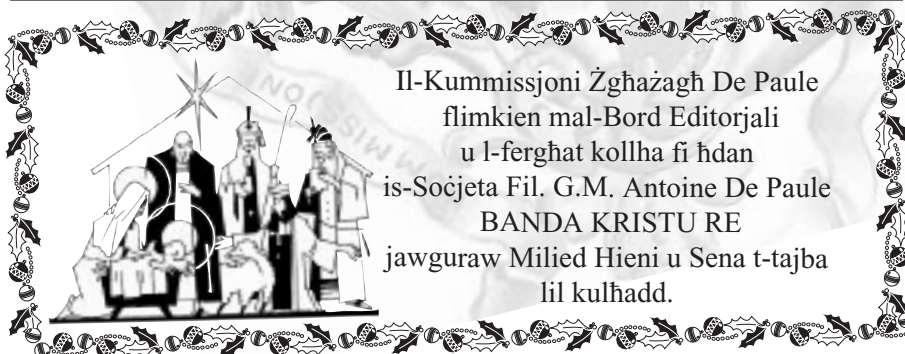 Il-Kummissjoni Żgħażagħ De Paule
flimkien mal-Bord Editorjali
u l-fergħat kollha fi ħdan
is-Soċjeta Fil. G.M. Antoine De Paule
BANDA KRISTU RE
jawguraw Milied Hieni u Sena t-tajba
lil kulħadd.